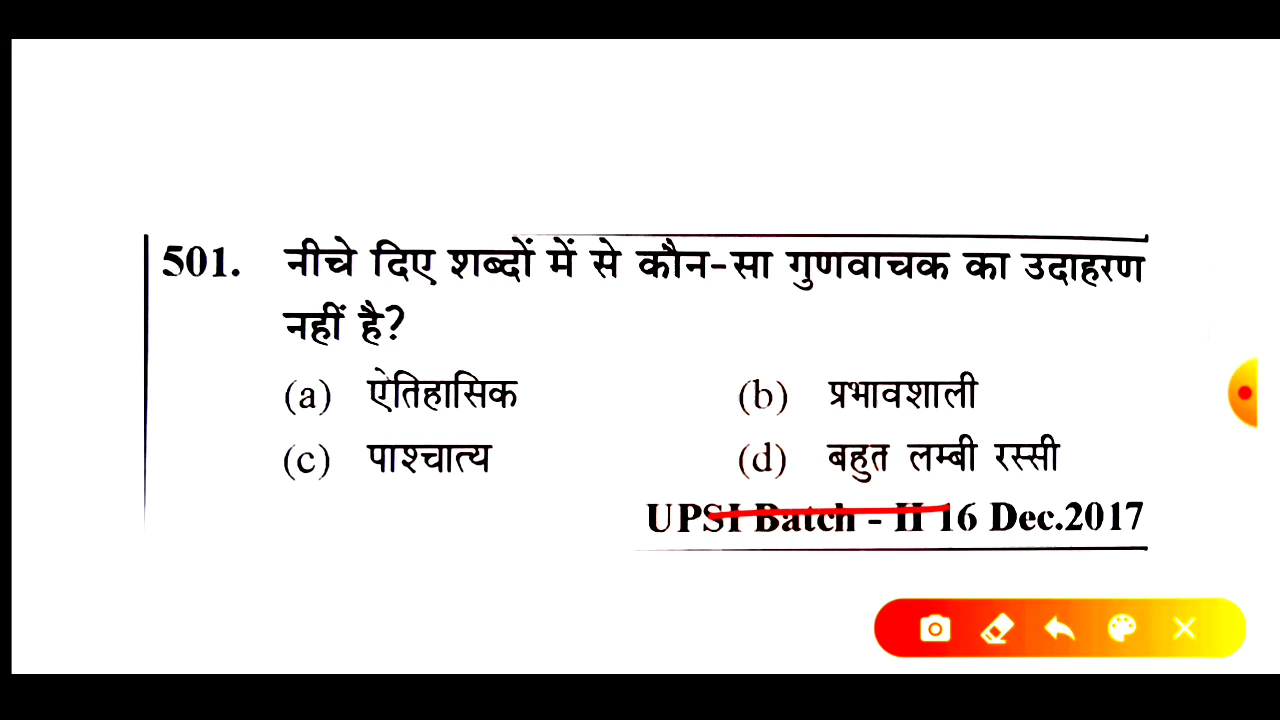 501. नीचे दिए शब्दों में से कौन-सा गुणवाचक का उदाहरण
नहीं है?
(a) ऐतिहासिक (b) प्रभावशाली
(c) पाश्चात्य (d) बहुत लम्बी रस्सी
UPSI Batch - II 16 Dec.2017